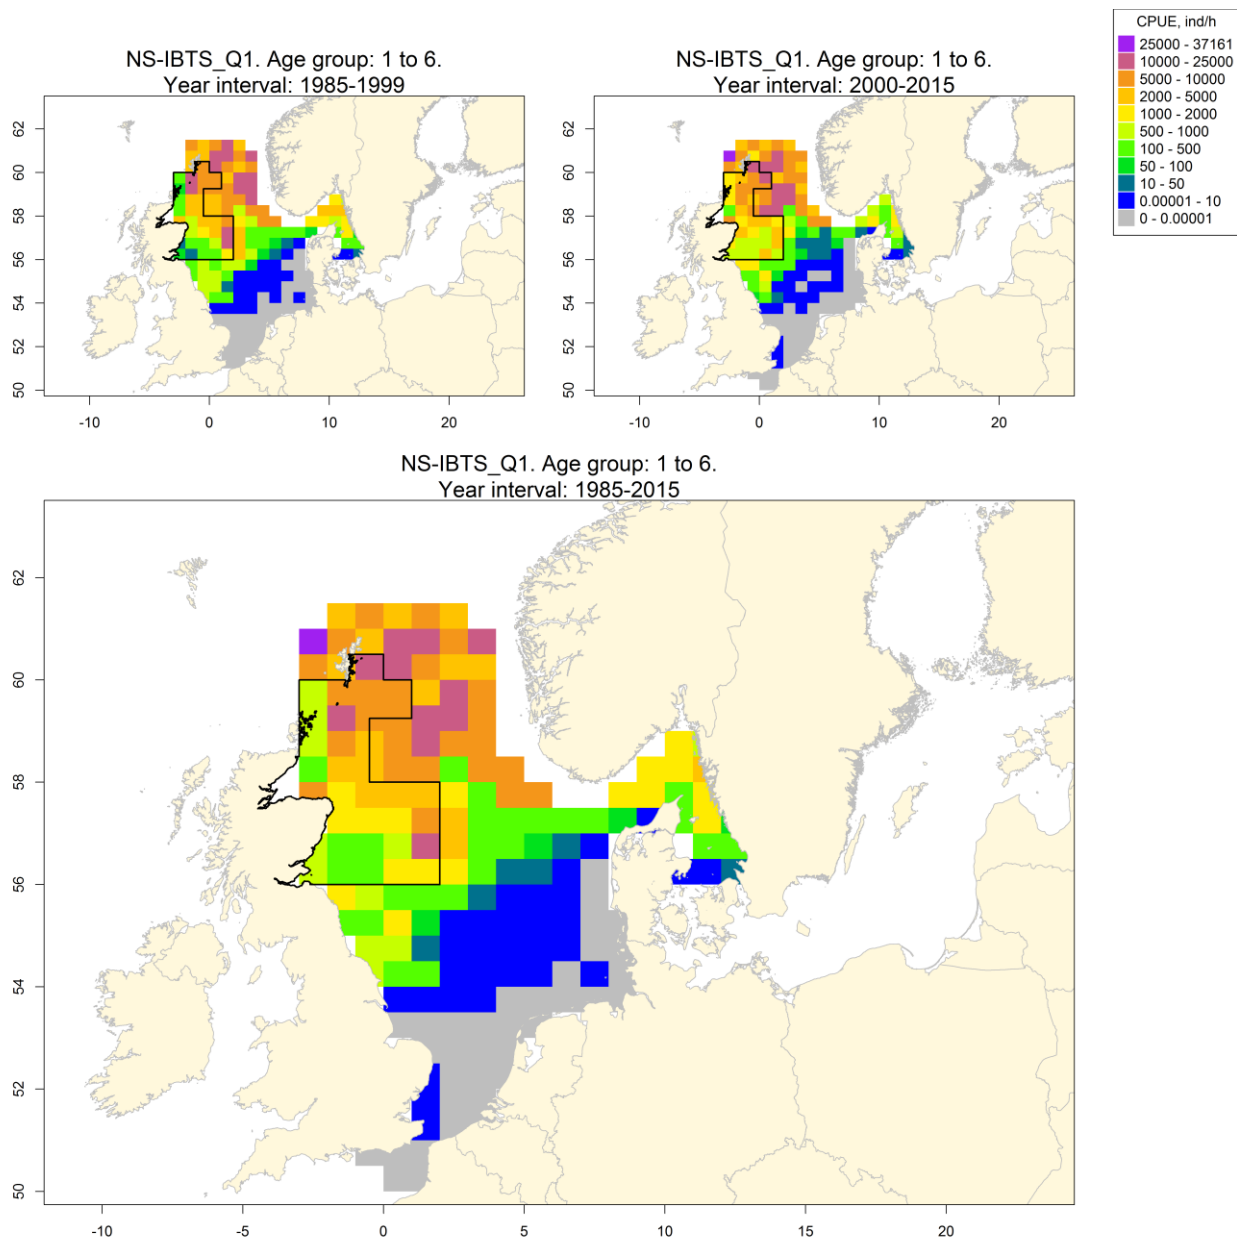 CPUE, ind/h
25000 - 37161
10000 - 25000
5000 - 10000
2000 - 5000
1000 - 2000
500 - 1000
100 - 500
50 - 100
10 - 50
0.00001 - 10
0 - 0.00001
NS-IBTS_Q1. Age group: 1 to 6.
Year interval: 1985-1999
62
60
58
56
54
52
50
-10 0 10 20
NS-IBTS_Q1. Age group: 1 to 6.
Year interval: 2000-2015
62
60
58
56
54
52
50
-10 0 10 20
NS-IBTS_Q1. Age group: 1 to 6.
Year interval: 1985-2015
62
60
58
56
54
52
50
-10 -5 0 5 10 15 20